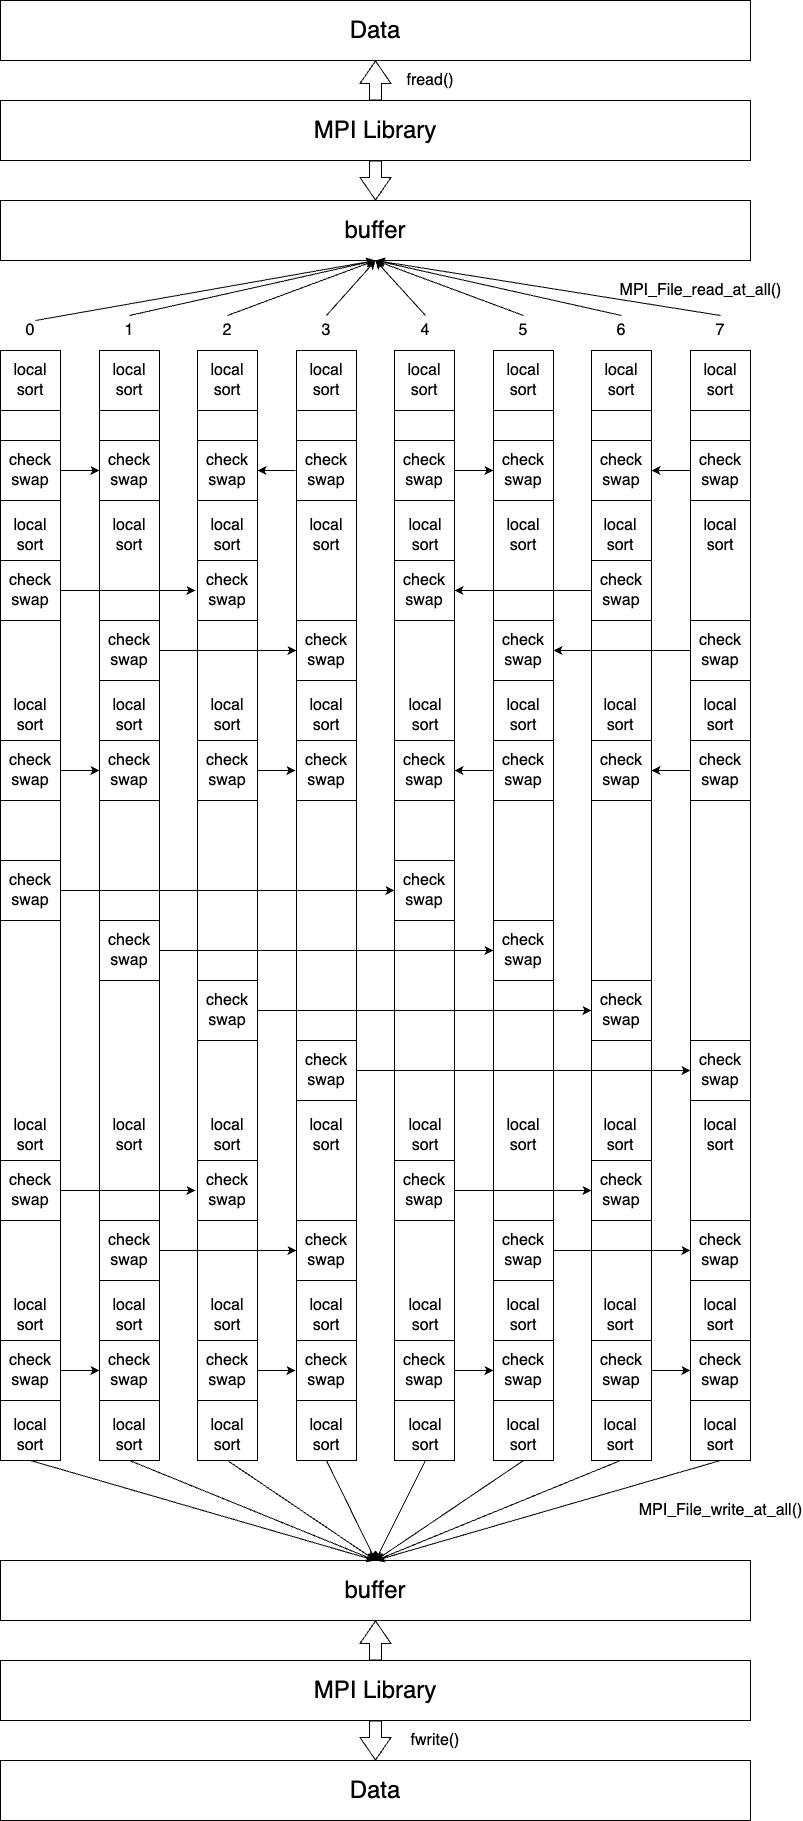 Data
fread()
MPI Library
buffer
MPI_File_read_at_all()
0 1 2 3 4 5 6 7
local local local local local local local local
sort sort sort sort sort sort sort sort
check check check check check check check check
swap swap swap swap swap swap swap swap
local local local local local local local local
sort sort sort sort sort sort sort sort
check check check check
swap swap swap swap
check check check check
swap swap swap swap
local local local local local local local local
sort sort sort sort sort sort sort sort
check check check check check check check check
swap swap swap swap swap swap swap swap
check check
swap swap
check check
swap swap
check check
swap swap
check check
swap swap
local local local local local local local local
sort sort sort sort sort sort sort sort
check check check check
swap swap swap swap
check check check check
swap swap swap swap
local local local local local local local local
sort sort sort sort sort sort sort sort
check check check check check check check check
swap swap swap swap swap swap swap swap
local local local local local local local local
sort sort sort sort sort sort sort sort
MPI_File_write_at_all()
buffer
MPI Library
fwrite()
Data